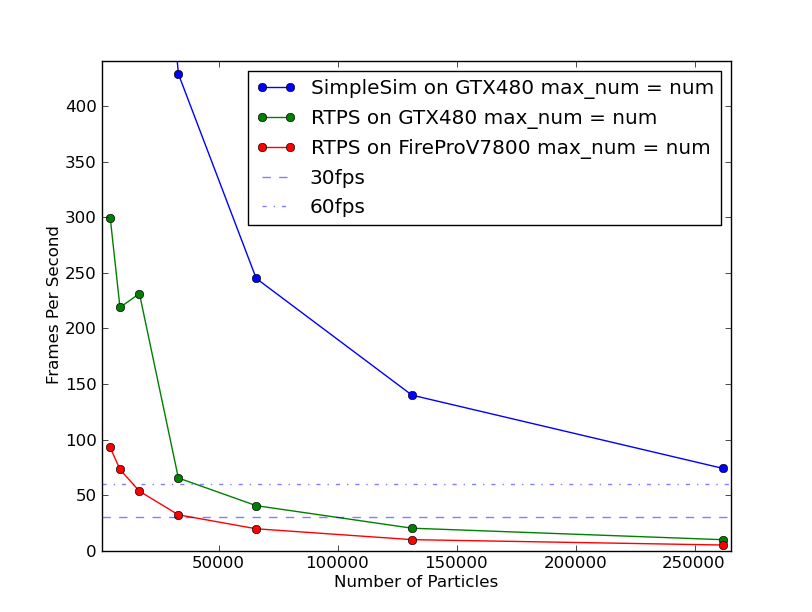 SimpleSim on GTX480 max_num = num
RTPS on GTX480 max_num = num
RTPS on FireProV7800 max_num = num
30fps
60fps
400
350
300
250
200
150
100
50
0
Frames Per Second
50000 100000 150000 200000 250000
Number of Particles